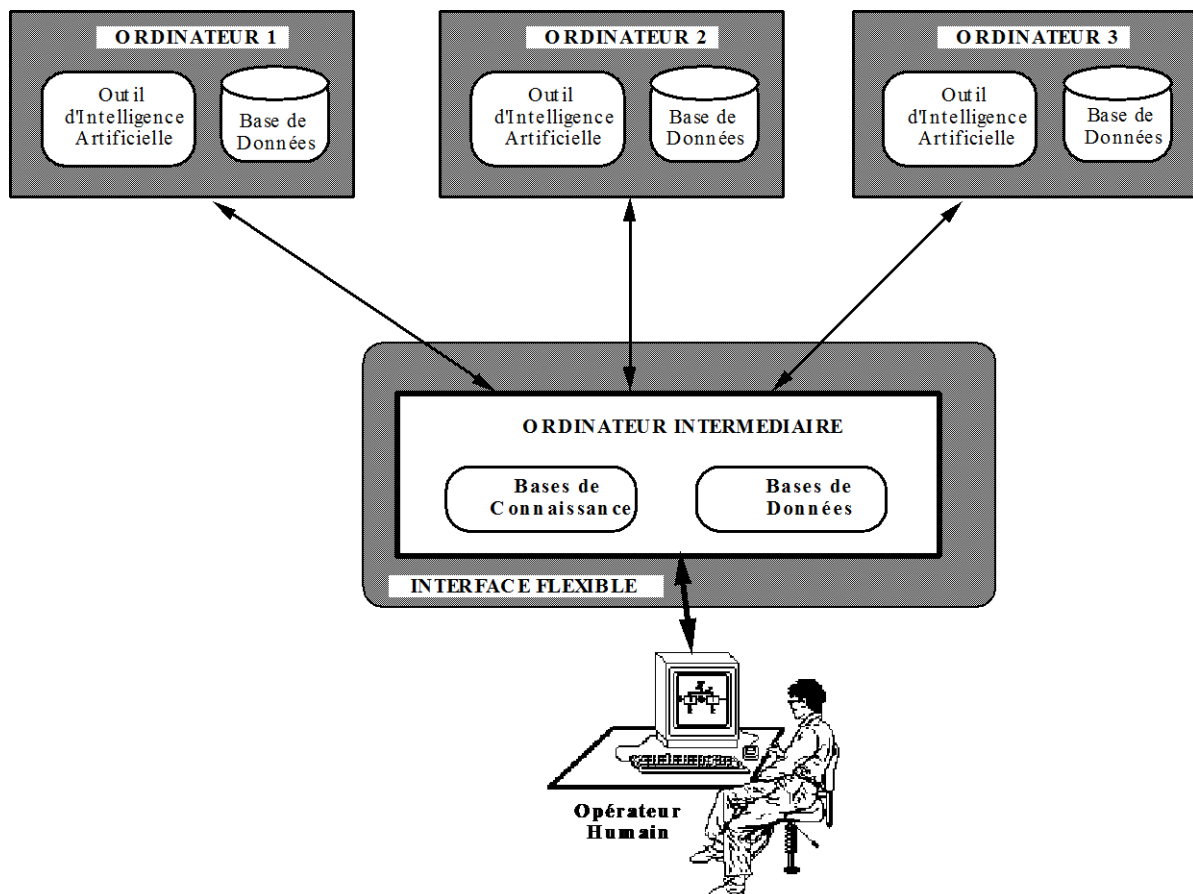 ORDINATEUR 1
Outil
d'Intelligence
Artificielle
Base de
Données
ORDINATEUR 2
Outil
d'Intelligence
Artificielle
Base de
Données
ORDINATEUR 3
Outil
d'Intelligence
Artificielle
Base de
Données
ORDINATEUR INTERMEDIAIRE
Bases de
Connaissance
Bases de
Données
INTERFACE FLEXIBLE
Opérateur
Humain